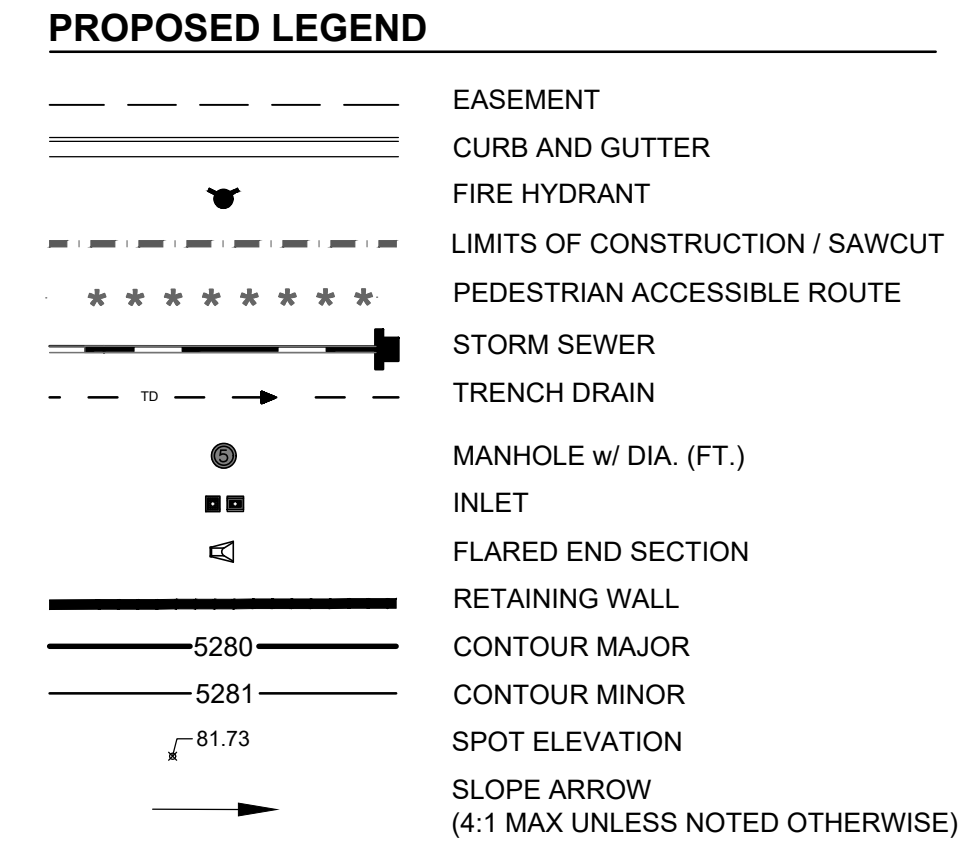 PROPOSED LEGEND
EASEMENT
CURB AND GUTTER
FIRE HYDRANT
LIMITS OF CONSTRUCTION / SAWCUT
PEDESTRIAN ACCESSIBLE ROUTE
STORM SEWER
TD TRENCH DRAIN
5 MANHOLE w/ DIA. (FT.)
INLET
FLARED END SECTION
RETAINING WALL
5280 CONTOUR MAJOR
5281 CONTOUR MINOR
81.73 SPOT ELEVATION
SLOPE ARROW
(4:1 MAX UNLESS NOTED OTHERWISE)